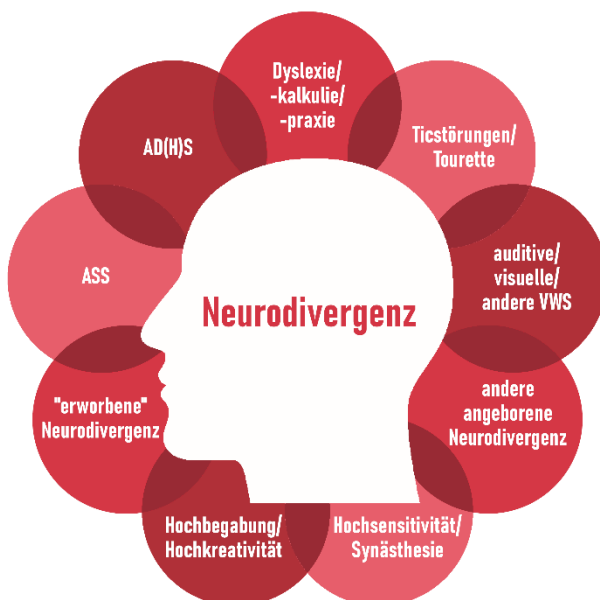 Dyslexie/
-kalkulie/
-praxie
Ticstörungen/
Tourette
auditive/
visuelle/
andere VWS
andere
angeborene
Neurodivergenz
Hochsensitivität/
Synästhesie
Hochbegabung/
Hochkreativität
"erworbene"
Neurodivergenz
ASS
AD(H)S
Neurodivergenz